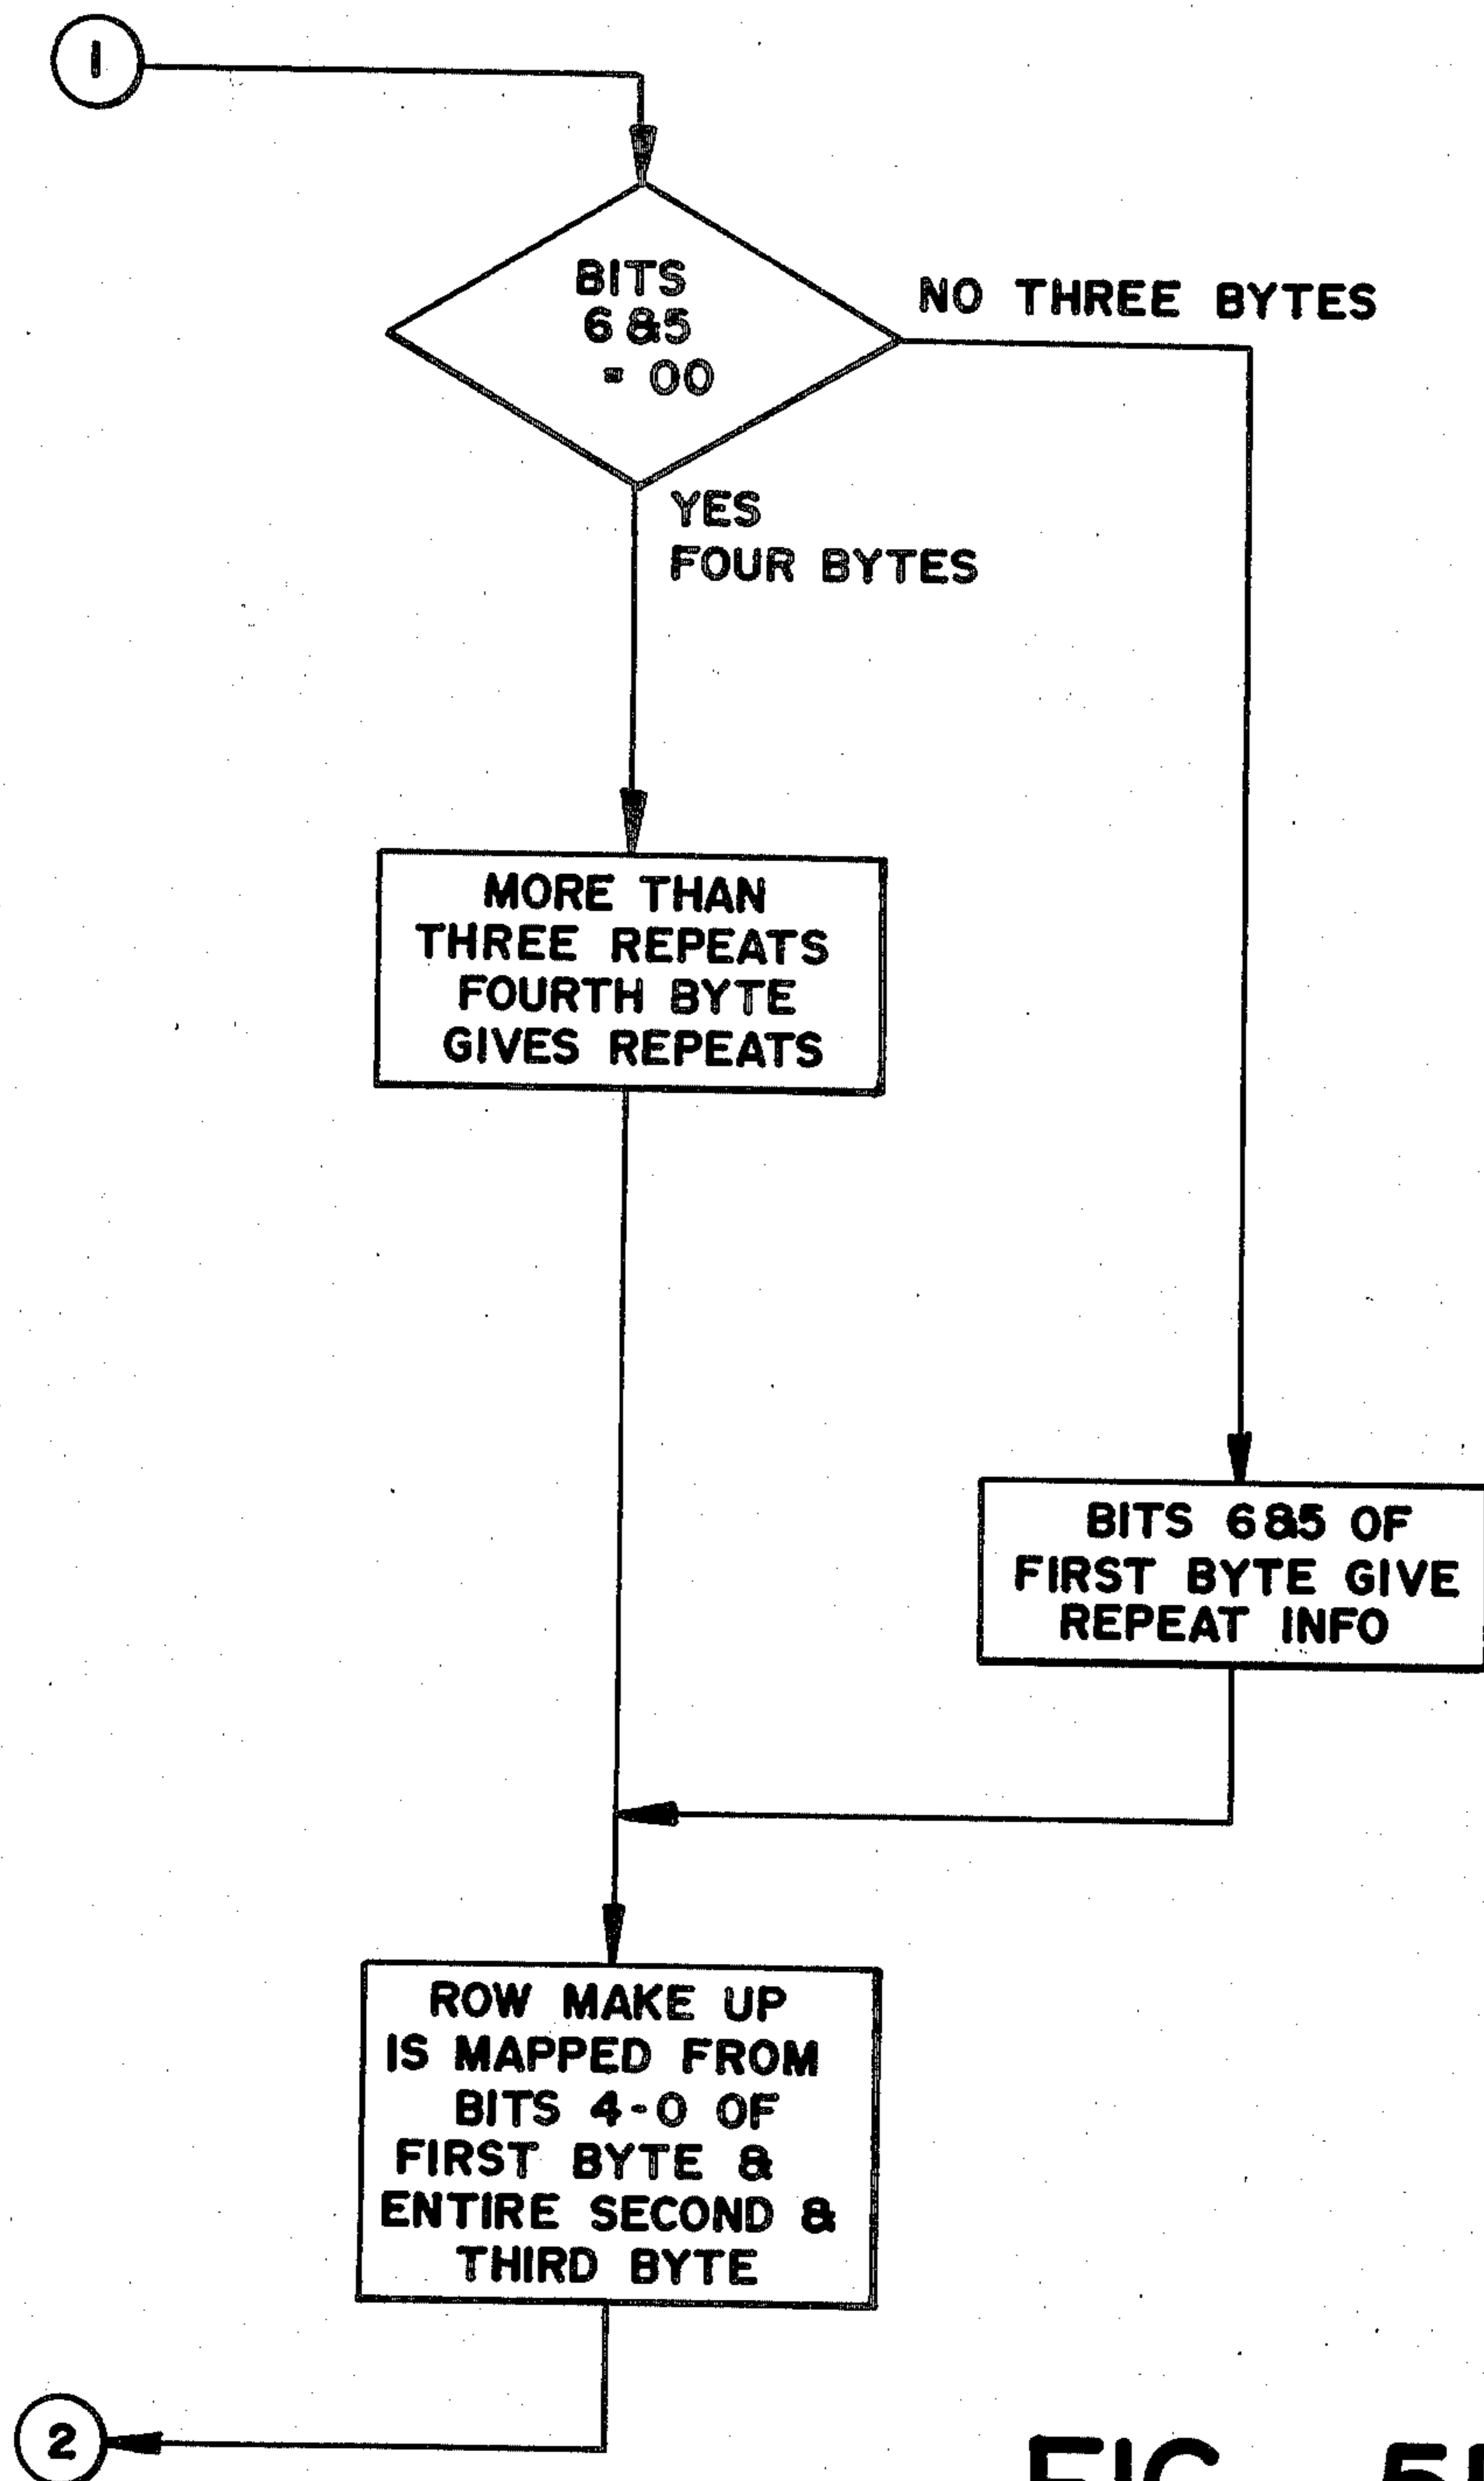 1
BITS
6 &5
= 00
NO THREE BYTES
YES
FOUR BYTES
MORE THAN
THREE REPEATS
FOURTH BYTE
GIVES REPEATS
BITS 6&5 OF
FIRST BYTE GIVE
REPEAT INFO
ROW MAKE UP
IS MAPPED FROM
BITS 4-0 OF
FIRST BYTE &
ENTIRE SECOND &
THIRD BYTE
2
FIG.